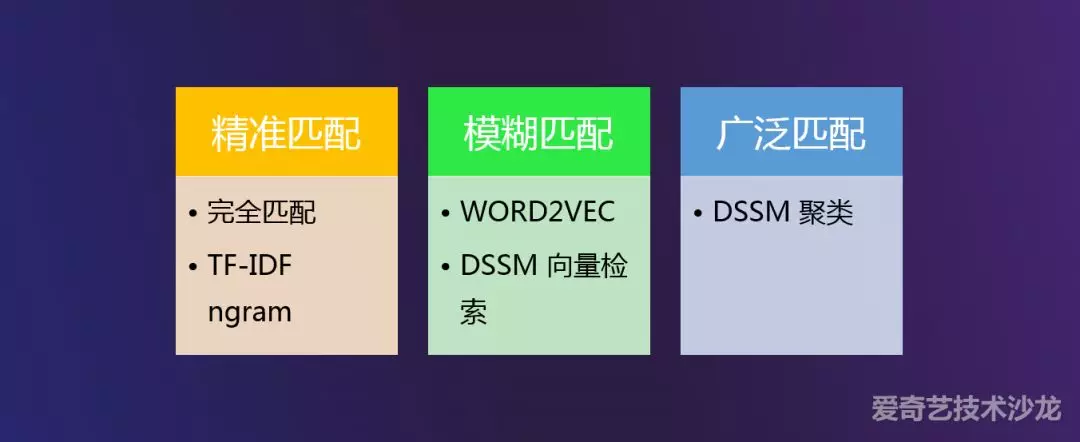 精准匹配
• 完全匹配
• TF-IDF
ngram
模糊匹配
• WORD2VEC
• DSSM 向量检
索
广泛匹配
• DSSM 聚类
爱奇艺技术沙龙